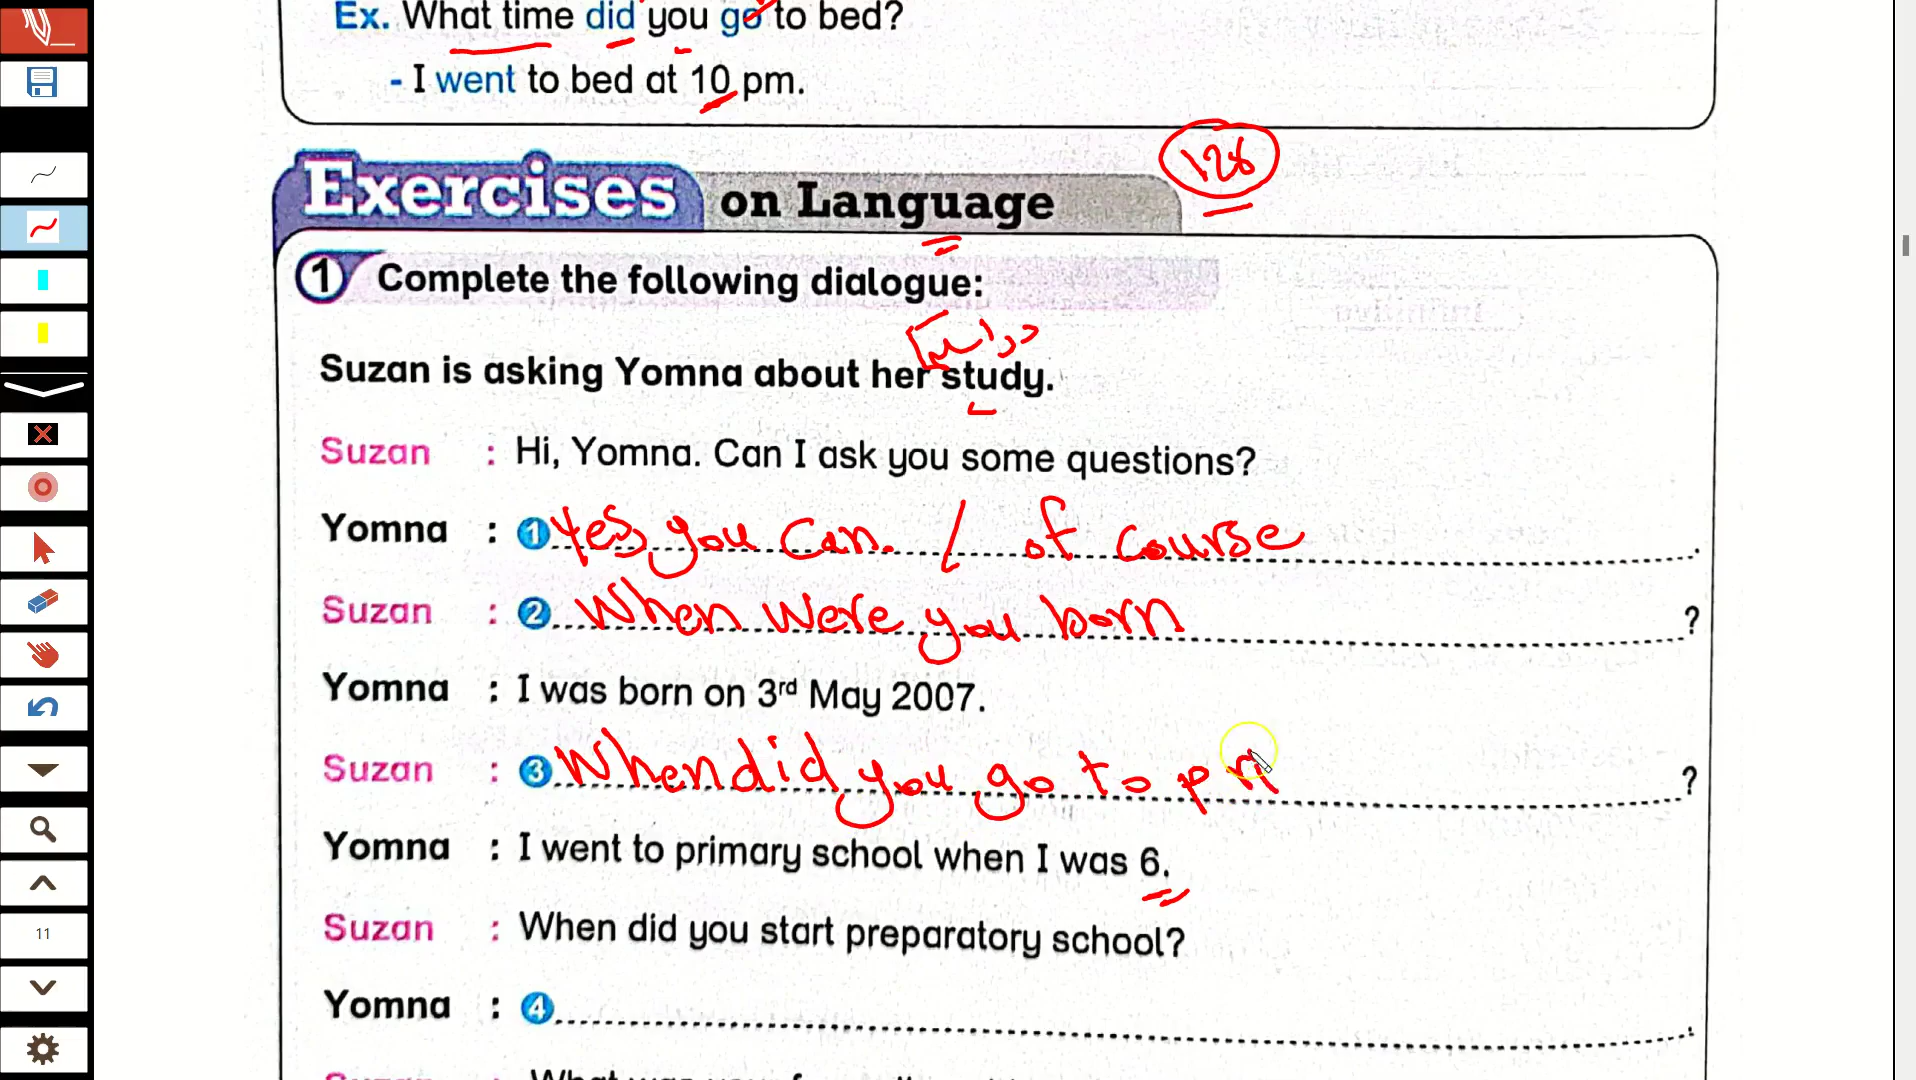 Ex. What time did you go to bed?
- I went to bed at 10 pm.
Exercises on Language
128
1 Complete the following dialogue:
Suzan is asking Yomna about her study.
Suzan : Hi, Yomna. Can I ask you some questions?
Yomna : 1 Yes you can. / of course
Suzan : 2 When were you born ?
Yomna : I was born on 3rd May 2007.
Suzan : 3 When did you go to pri ?
Yomna : I went to primary school when I was 6.
Suzan : When did you start preparatory school?
Yomna : 4
11